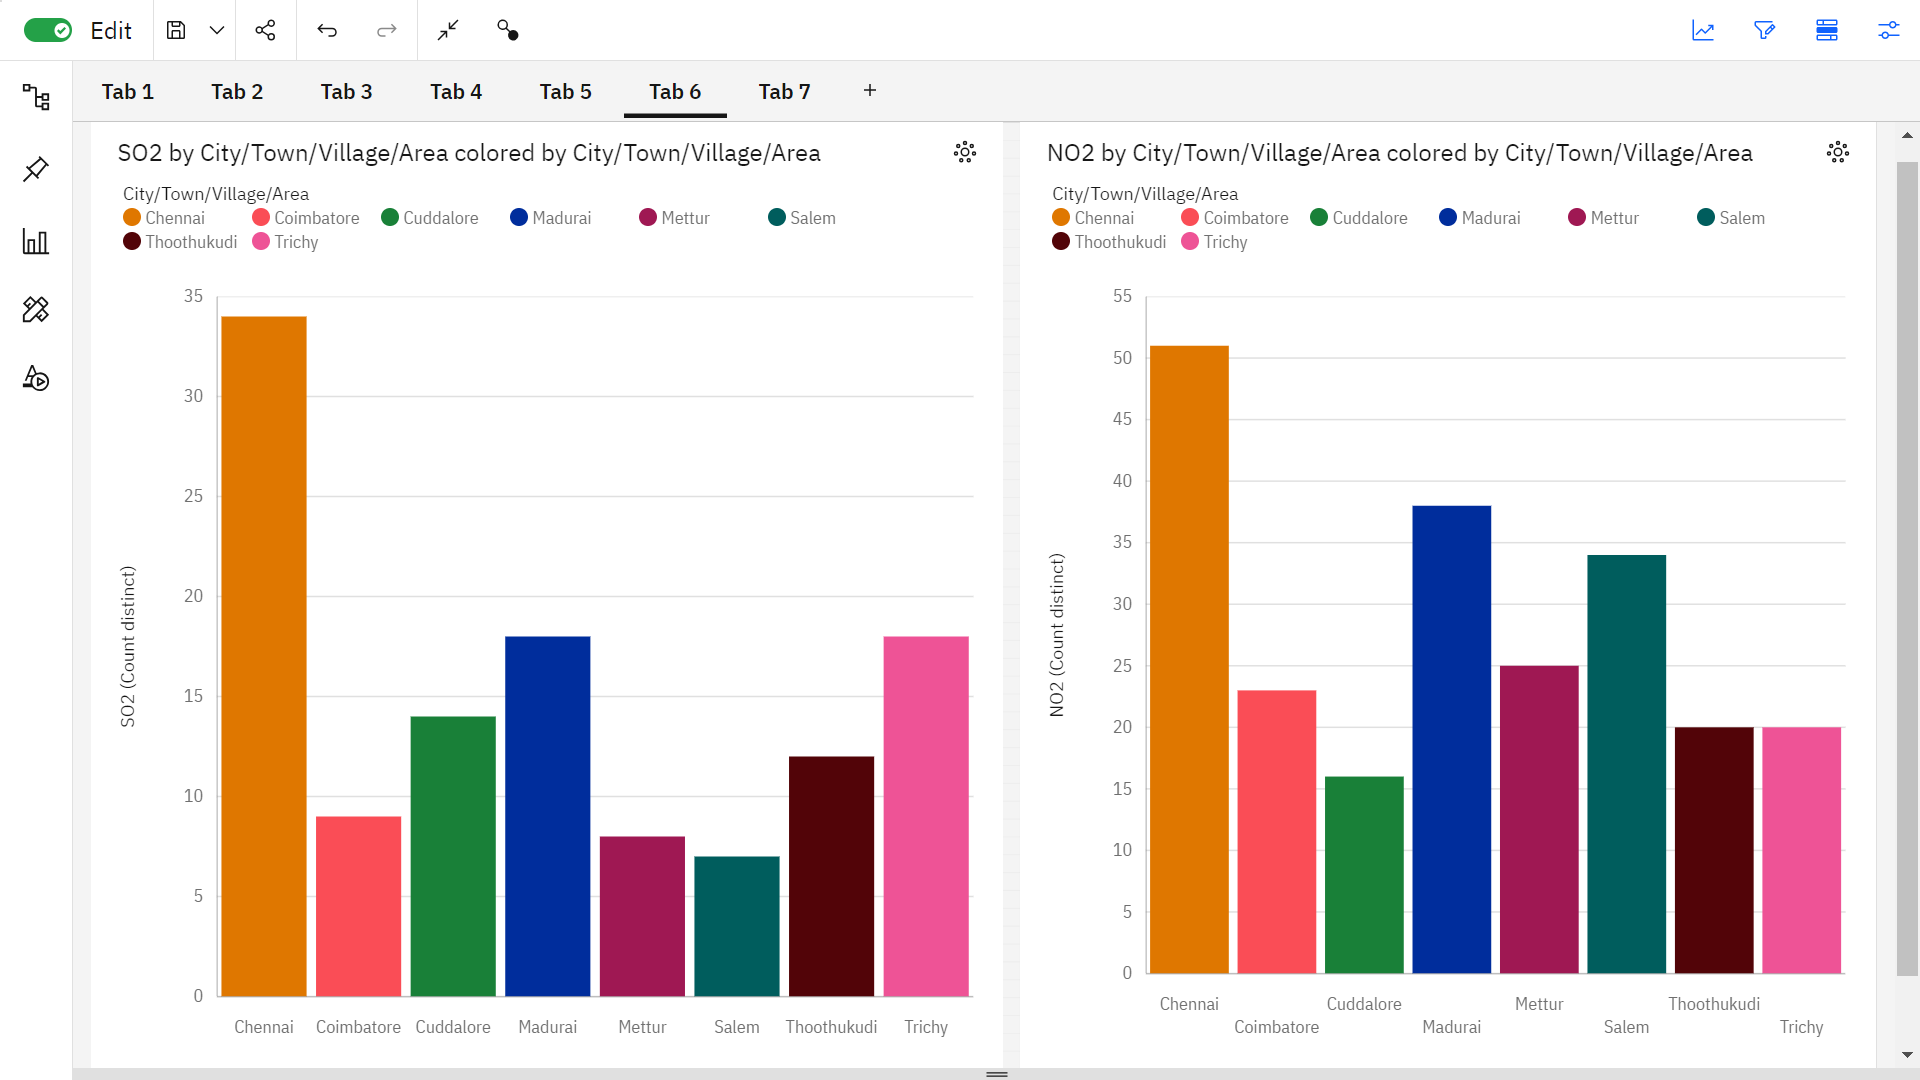 Edit
Tab 1 Tab 2 Tab 3 Tab 4 Tab 5 Tab 6 Tab 7 +
SO2 by City/Town/Village/Area colored by City/Town/Village/Area
City/Town/Village/Area
Chennai Coimbatore Cuddalore Madurai Mettur Salem
Thoothukudi Trichy
35
30
25
20
15
10
5
0
SO2 (Count distinct)
Chennai Coimbatore Cuddalore Madurai Mettur Salem Thoothukudi Trichy
NO2 by City/Town/Village/Area colored by City/Town/Village/Area
City/Town/Village/Area
Chennai Coimbatore Cuddalore Madurai Mettur Salem
Thoothukudi Trichy
55
50
45
40
35
30
25
20
15
10
5
0
NO2 (Count distinct)
Chennai Cuddalore Mettur Thoothukudi
Coimbatore Madurai Salem Trichy